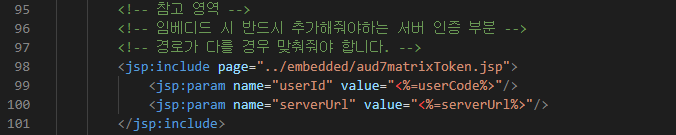 95 <!-- 참고 영역 -->
96 <!-- 임베디드 시 반드시 추가해줘야하는 서버 인증 부분 -->
97 <!-- 경로가 다를 경우 맞춰줘야 합니다. -->
98 <jsp:include page="../embedded/aud7matrixToken.jsp">
99 <jsp:param name="userId" value="<%=userCode%>"/>
100 <jsp:param name="serverUrl" value="<%=serverUrl%>"/>
101 </jsp:include>